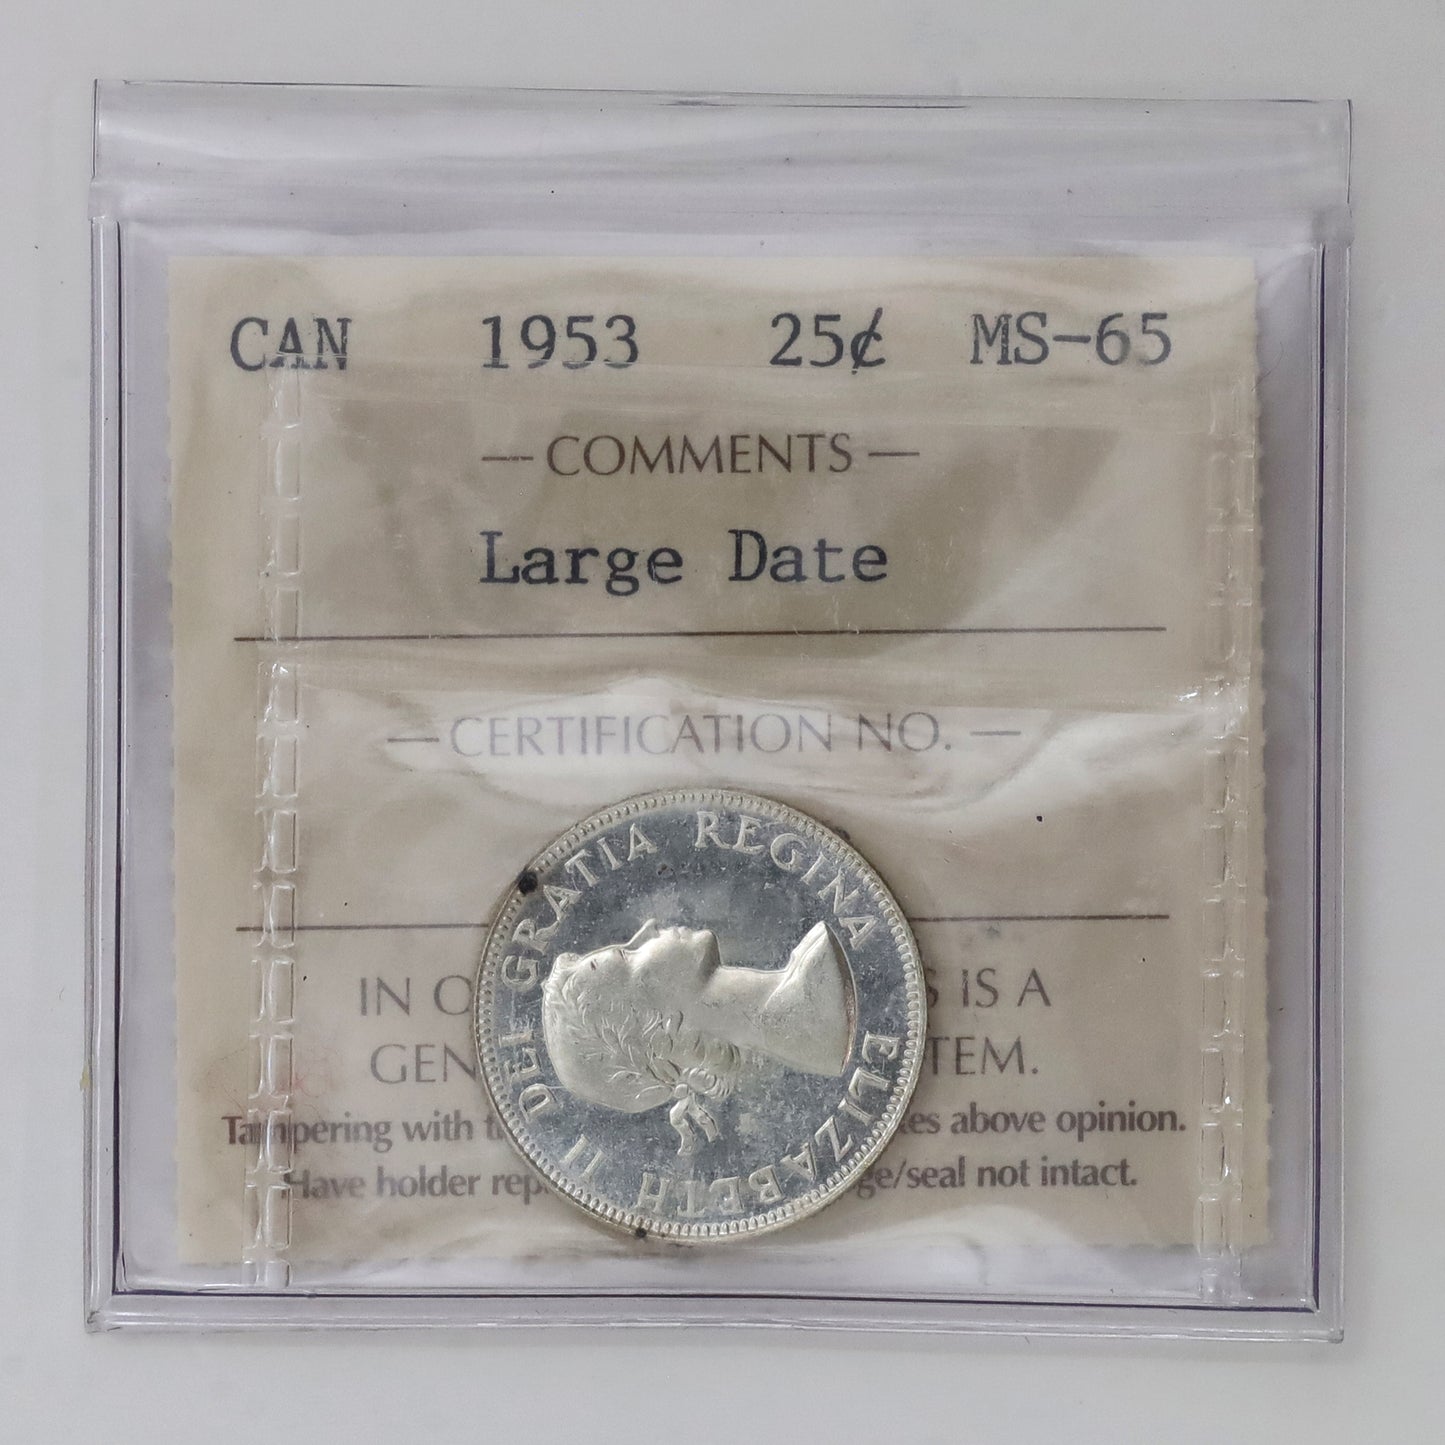 CAN 1953 25¢ MS-65
— COMMENTS —
Large Date
— CERTIFICATION NO. —
IN O S IS A
GEN TEM.
Tampering with t es above opinion.
Have holder rep ge/seal not intact.
ELIZABETH II DEI GRATIA REGINA